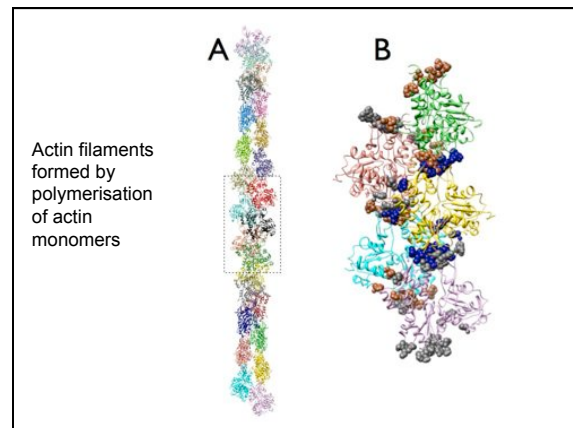 A
B
Actin filaments
formed by
polymerisation
of actin
monomers